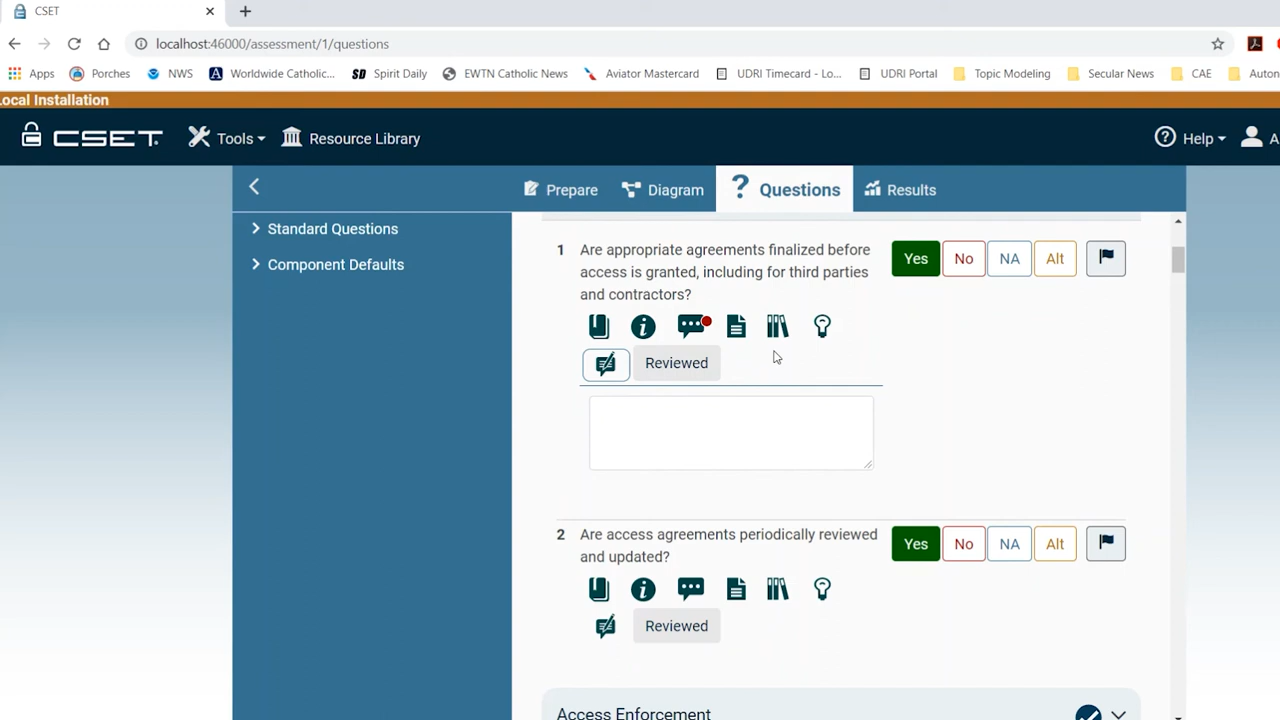 CSET
localhost:46000/assessment/1/questions
Apps Porches NWS Worldwide Catholic... Spirit Daily EWTN Catholic News Aviator Mastercard UDRI Timecard - Lo... UDRI Portal Topic Modeling Secular News CAE Auton
Local Installation
CSET Tools Resource Library Help A
Prepare Diagram ? Questions Results
Standard Questions
Component Defaults
1 Are appropriate agreements finalized before
access is granted, including for third parties
and contractors?
Yes No NA Alt
Reviewed
2 Are access agreements periodically reviewed
and updated?
Yes No NA Alt
Reviewed
Access Enforcement